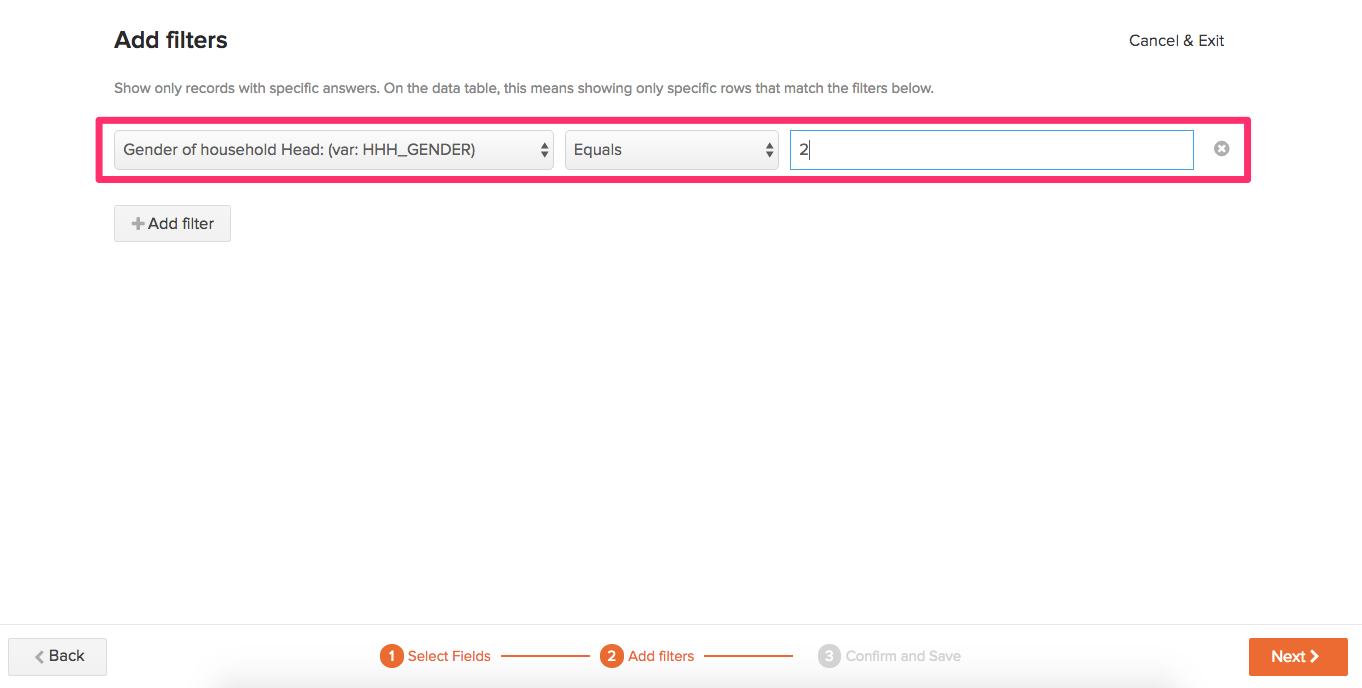 Add filters
Cancel & Exit
Show only records with specific answers. On the data table, this means showing only specific rows that match the filters below.
Gender of household Head: (var: HHH_GENDER)
Equals
2
Add filter
Back
1 Select Fields
2 Add filters
3 Confirm and Save
Next